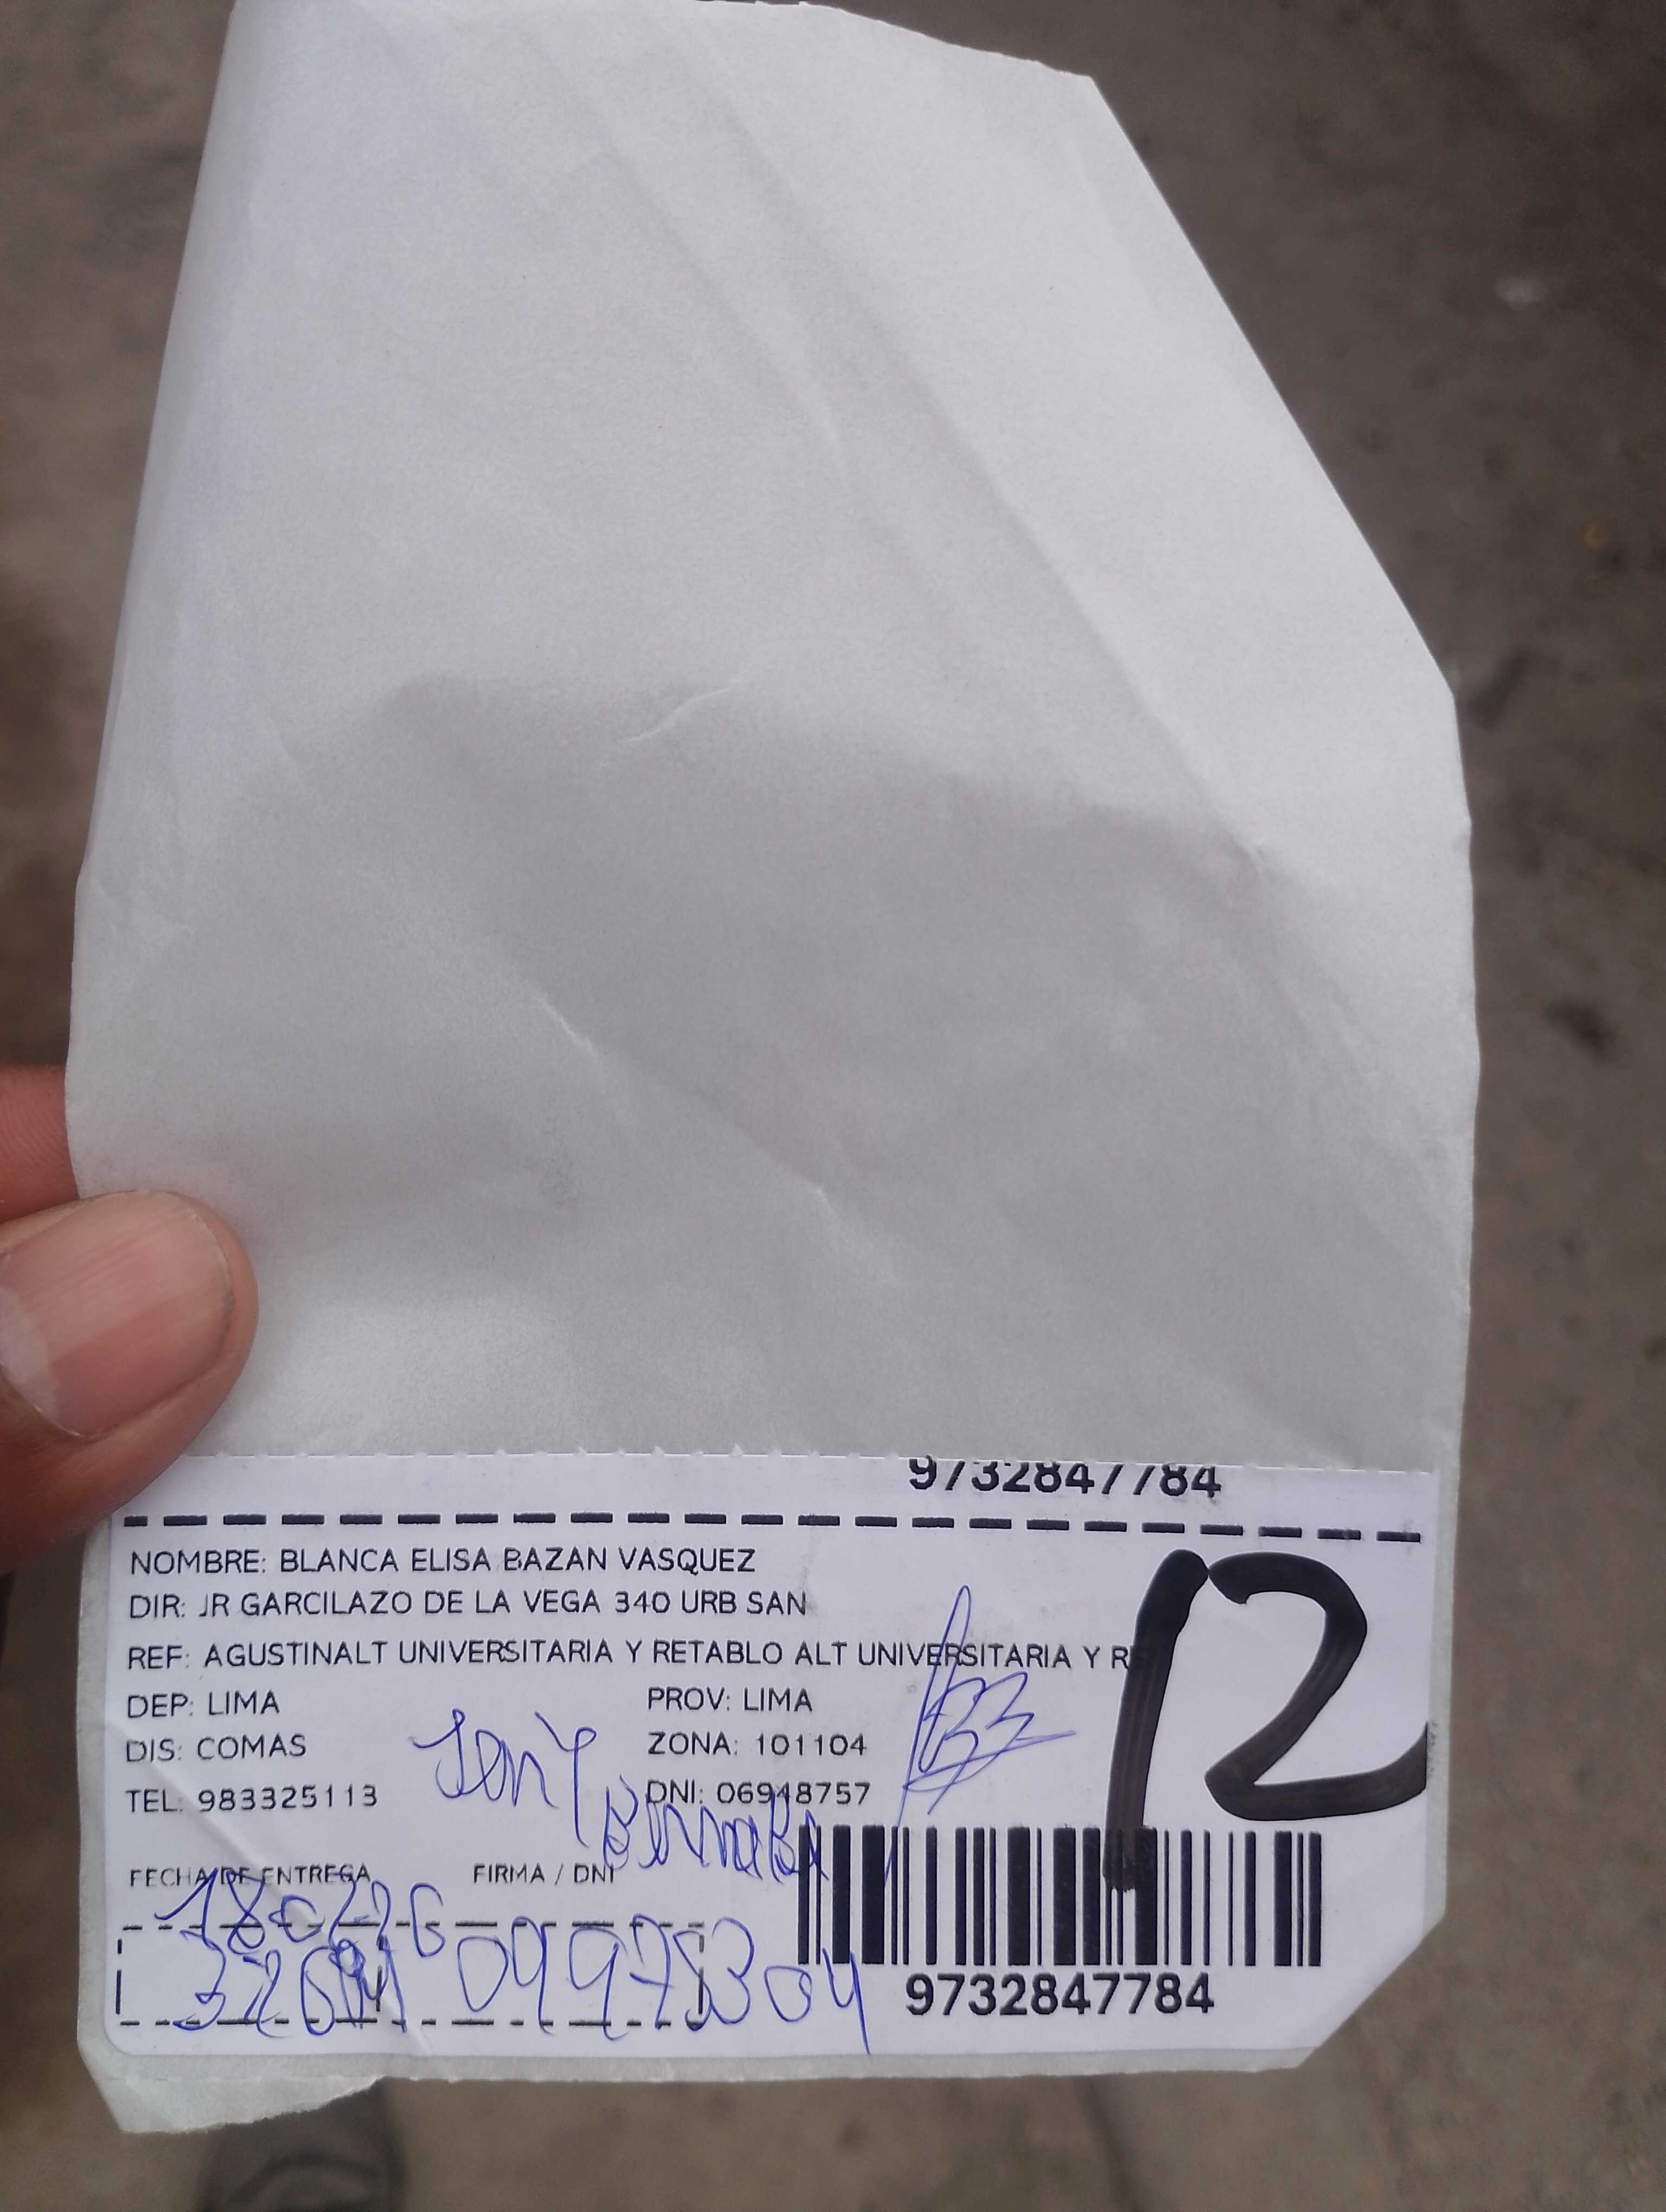 9732847784
NOMBRE: BLANCA ELISA BAZAN VASQUEZ
DIR: JR GARCILAZO DE LA VEGA 340 URB SAN
REF: AGUSTINALT UNIVERSITARIA Y RETABLO ALT UNIVERSITARIA Y RE
12
DEP: LIMA PROV: LIMA
DIS: COMAS ZONA: 101104
TEL: 983325113 DNI: 06948757
FECHA DE ENTREGA FIRMA / DNI
09978304
9732847784